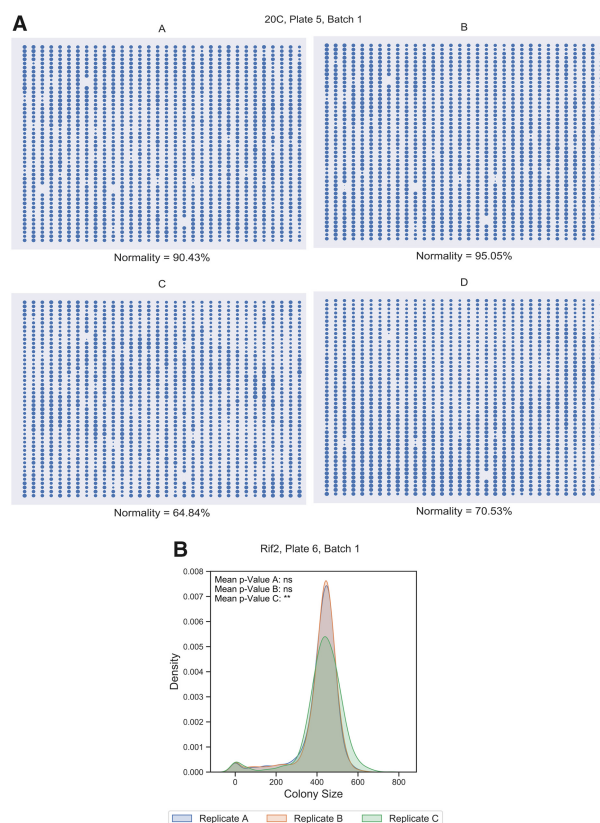 A
20C, Plate 5, Batch 1
A
B
Normality = 90.43%
Normality = 95.05%
C
D
Normality = 64.84%
Normality = 70.53%
B
Rif2, Plate 6, Batch 1
Mean p-Value A: ns
Mean p-Value B: ns
Mean p-Value C: **
0.008
0.007
0.006
0.005
0.004
0.003
0.002
0.001
0.000
Density
0
200
400
600
800
Colony Size
Replicate A
Replicate B
Replicate C